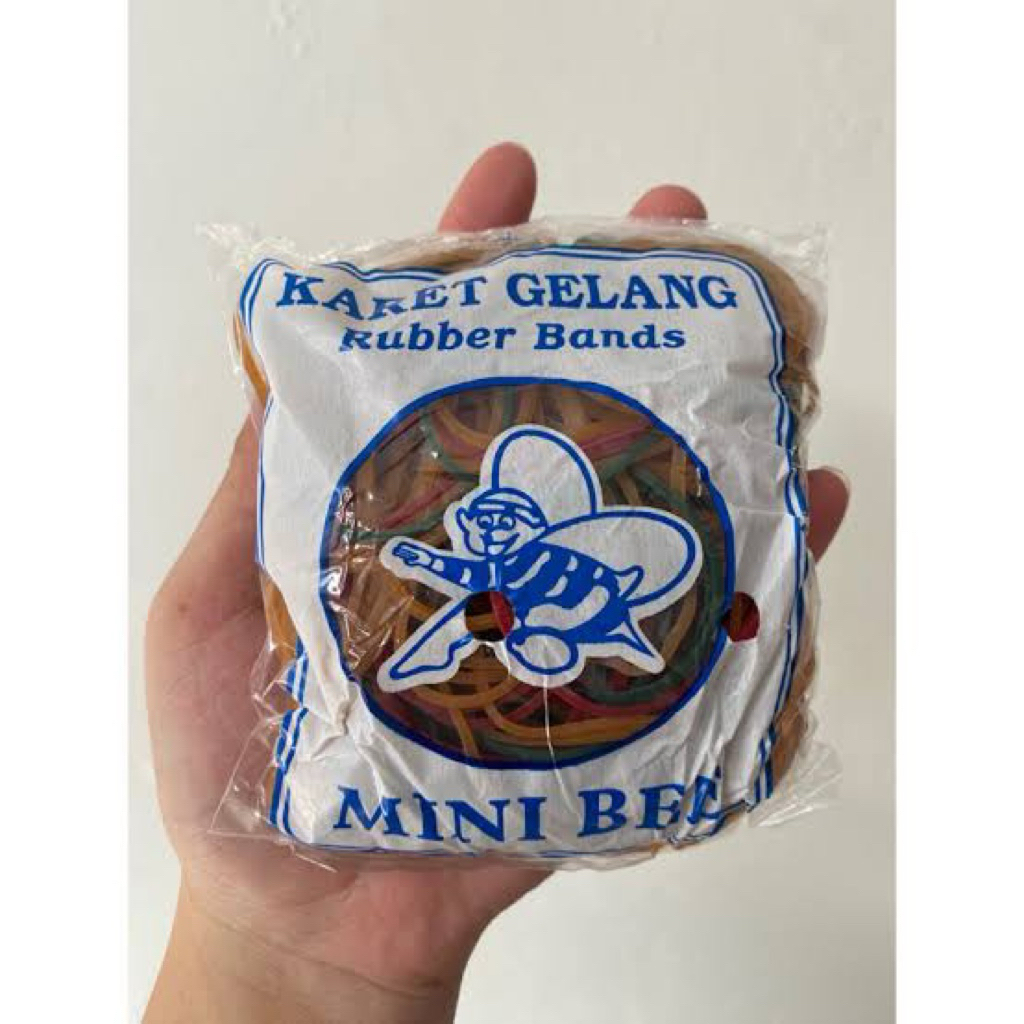 KARET GELANG
Rubber Bands
MINI BEE